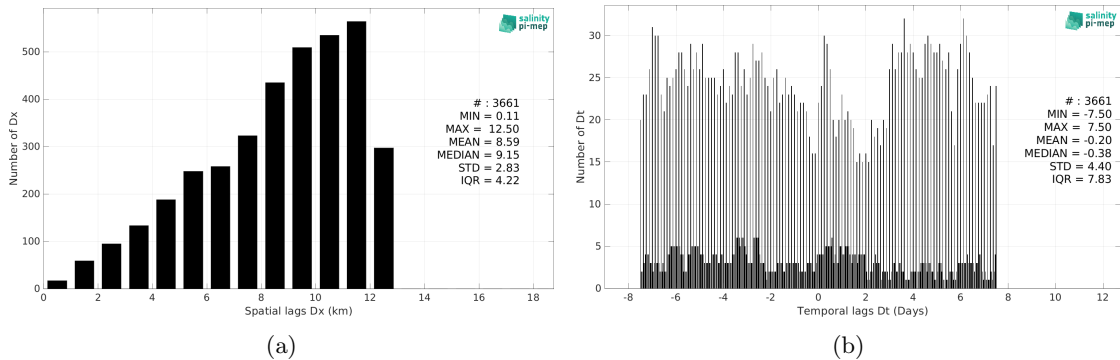 salinity
pi-mep
500
400
300
200
100
0
Number of Dx
# : 3661
MIN = 0.11
MAX = 12.50
MEAN = 8.59
MEDIAN = 9.15
STD = 2.83
IQR = 4.22
0 2 4 6 8 10 12 14 16 18
Spatial lags Dx (km)
(a)
salinity
pi-mep
30
25
20
15
10
5
0
Number of Dt
# : 3661
MIN = -7.50
MAX = 7.50
MEAN = -0.20
MEDIAN = -0.38
STD = 4.40
IQR = 7.83
-8 -6 -4 -2 0 2 4 6 8 10 12
Temporal lags Dt (Days)
(b)